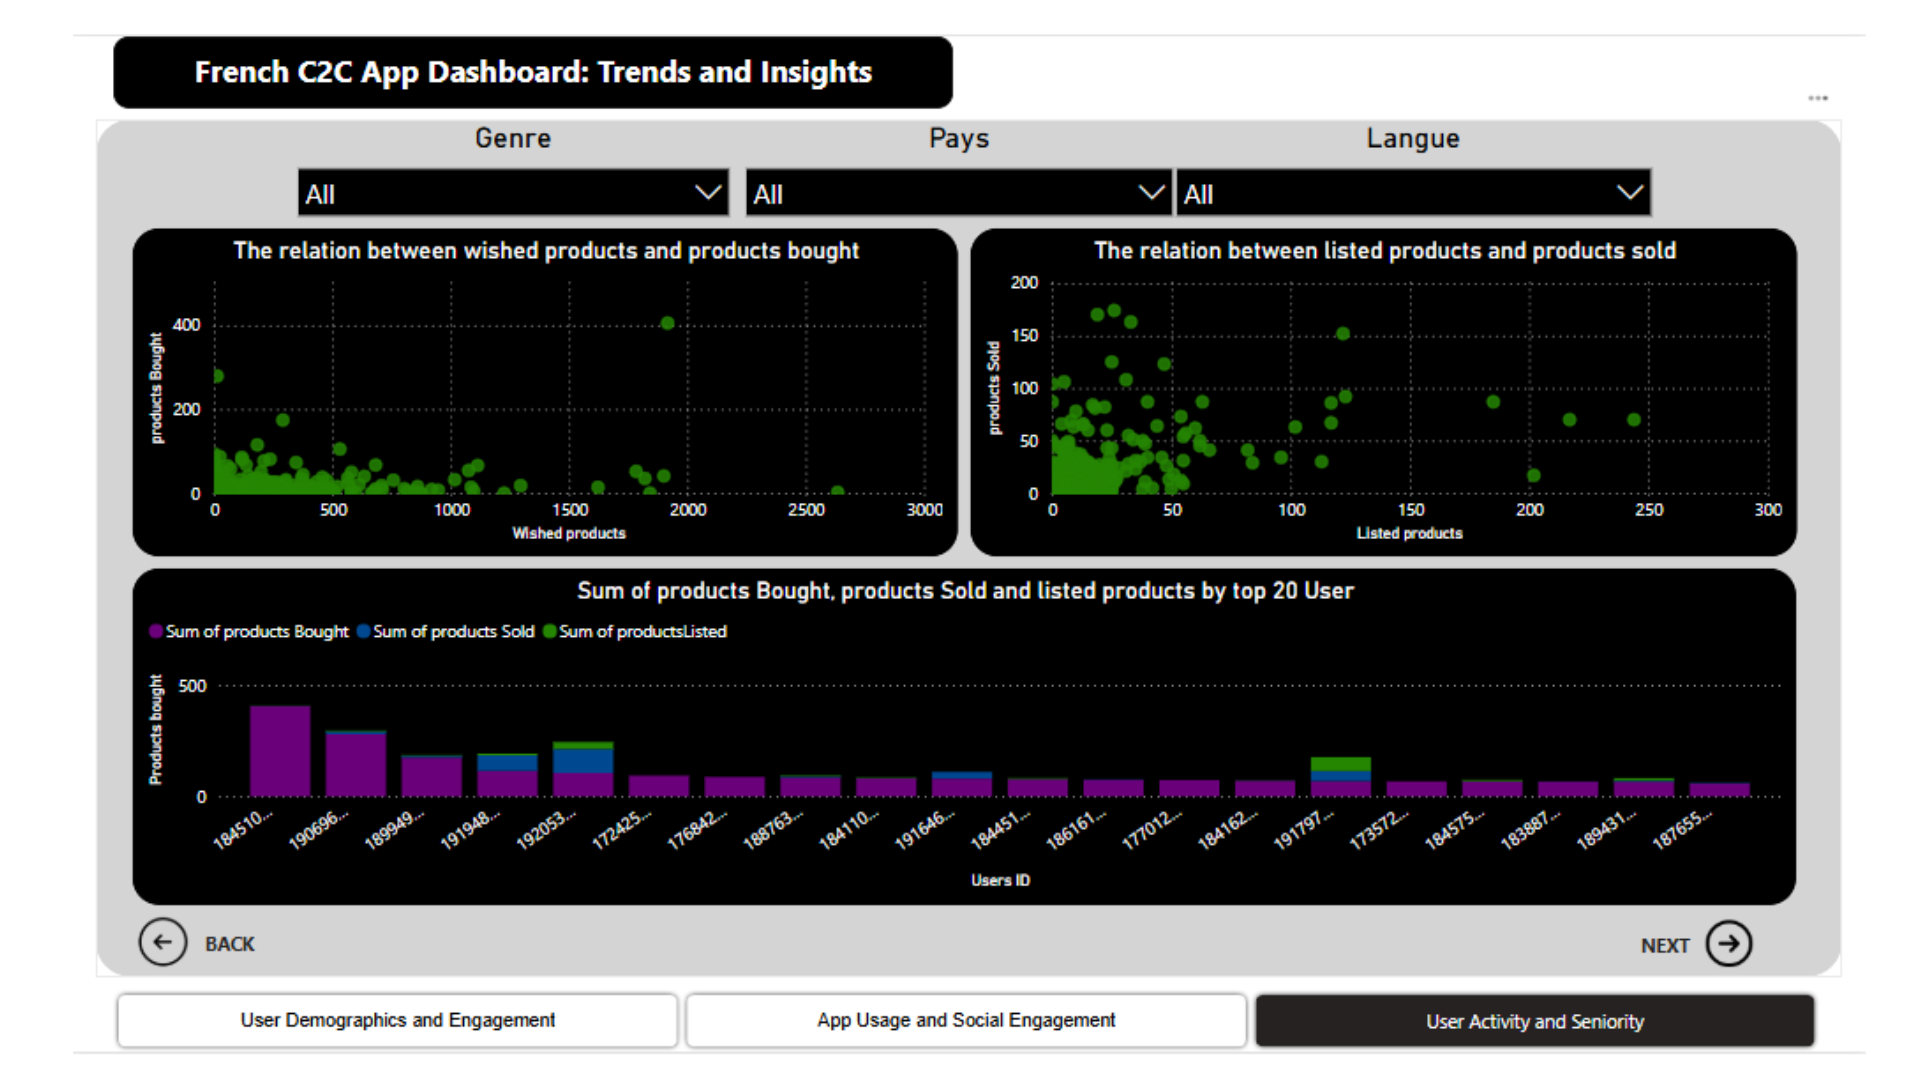 French C2C App Dashboard: Trends and Insights
Genre Pays Langue
All All All
The relation between wished products and products bought
products Bought
400
200
0
0 500 1000 1500 2000 2500 3000
Wished products
The relation between listed products and products sold
products Sold
200
150
100
50
0
0 50 100 150 200 250 300
Listed products
Sum of products Bought, products Sold and listed products by top 20 User
Sum of products Bought Sum of products Sold Sum of productsListed
Products bought
500
0
184510... 190696... 189949... 191948... 192053... 172425... 176842... 188763... 184110... 191646... 184451... 186161... 177012... 184162... 191797... 173572... 184575... 183887... 189431... 187655...
Users ID
BACK
NEXT
User Demographics and Engagement
App Usage and Social Engagement
User Activity and Seniority